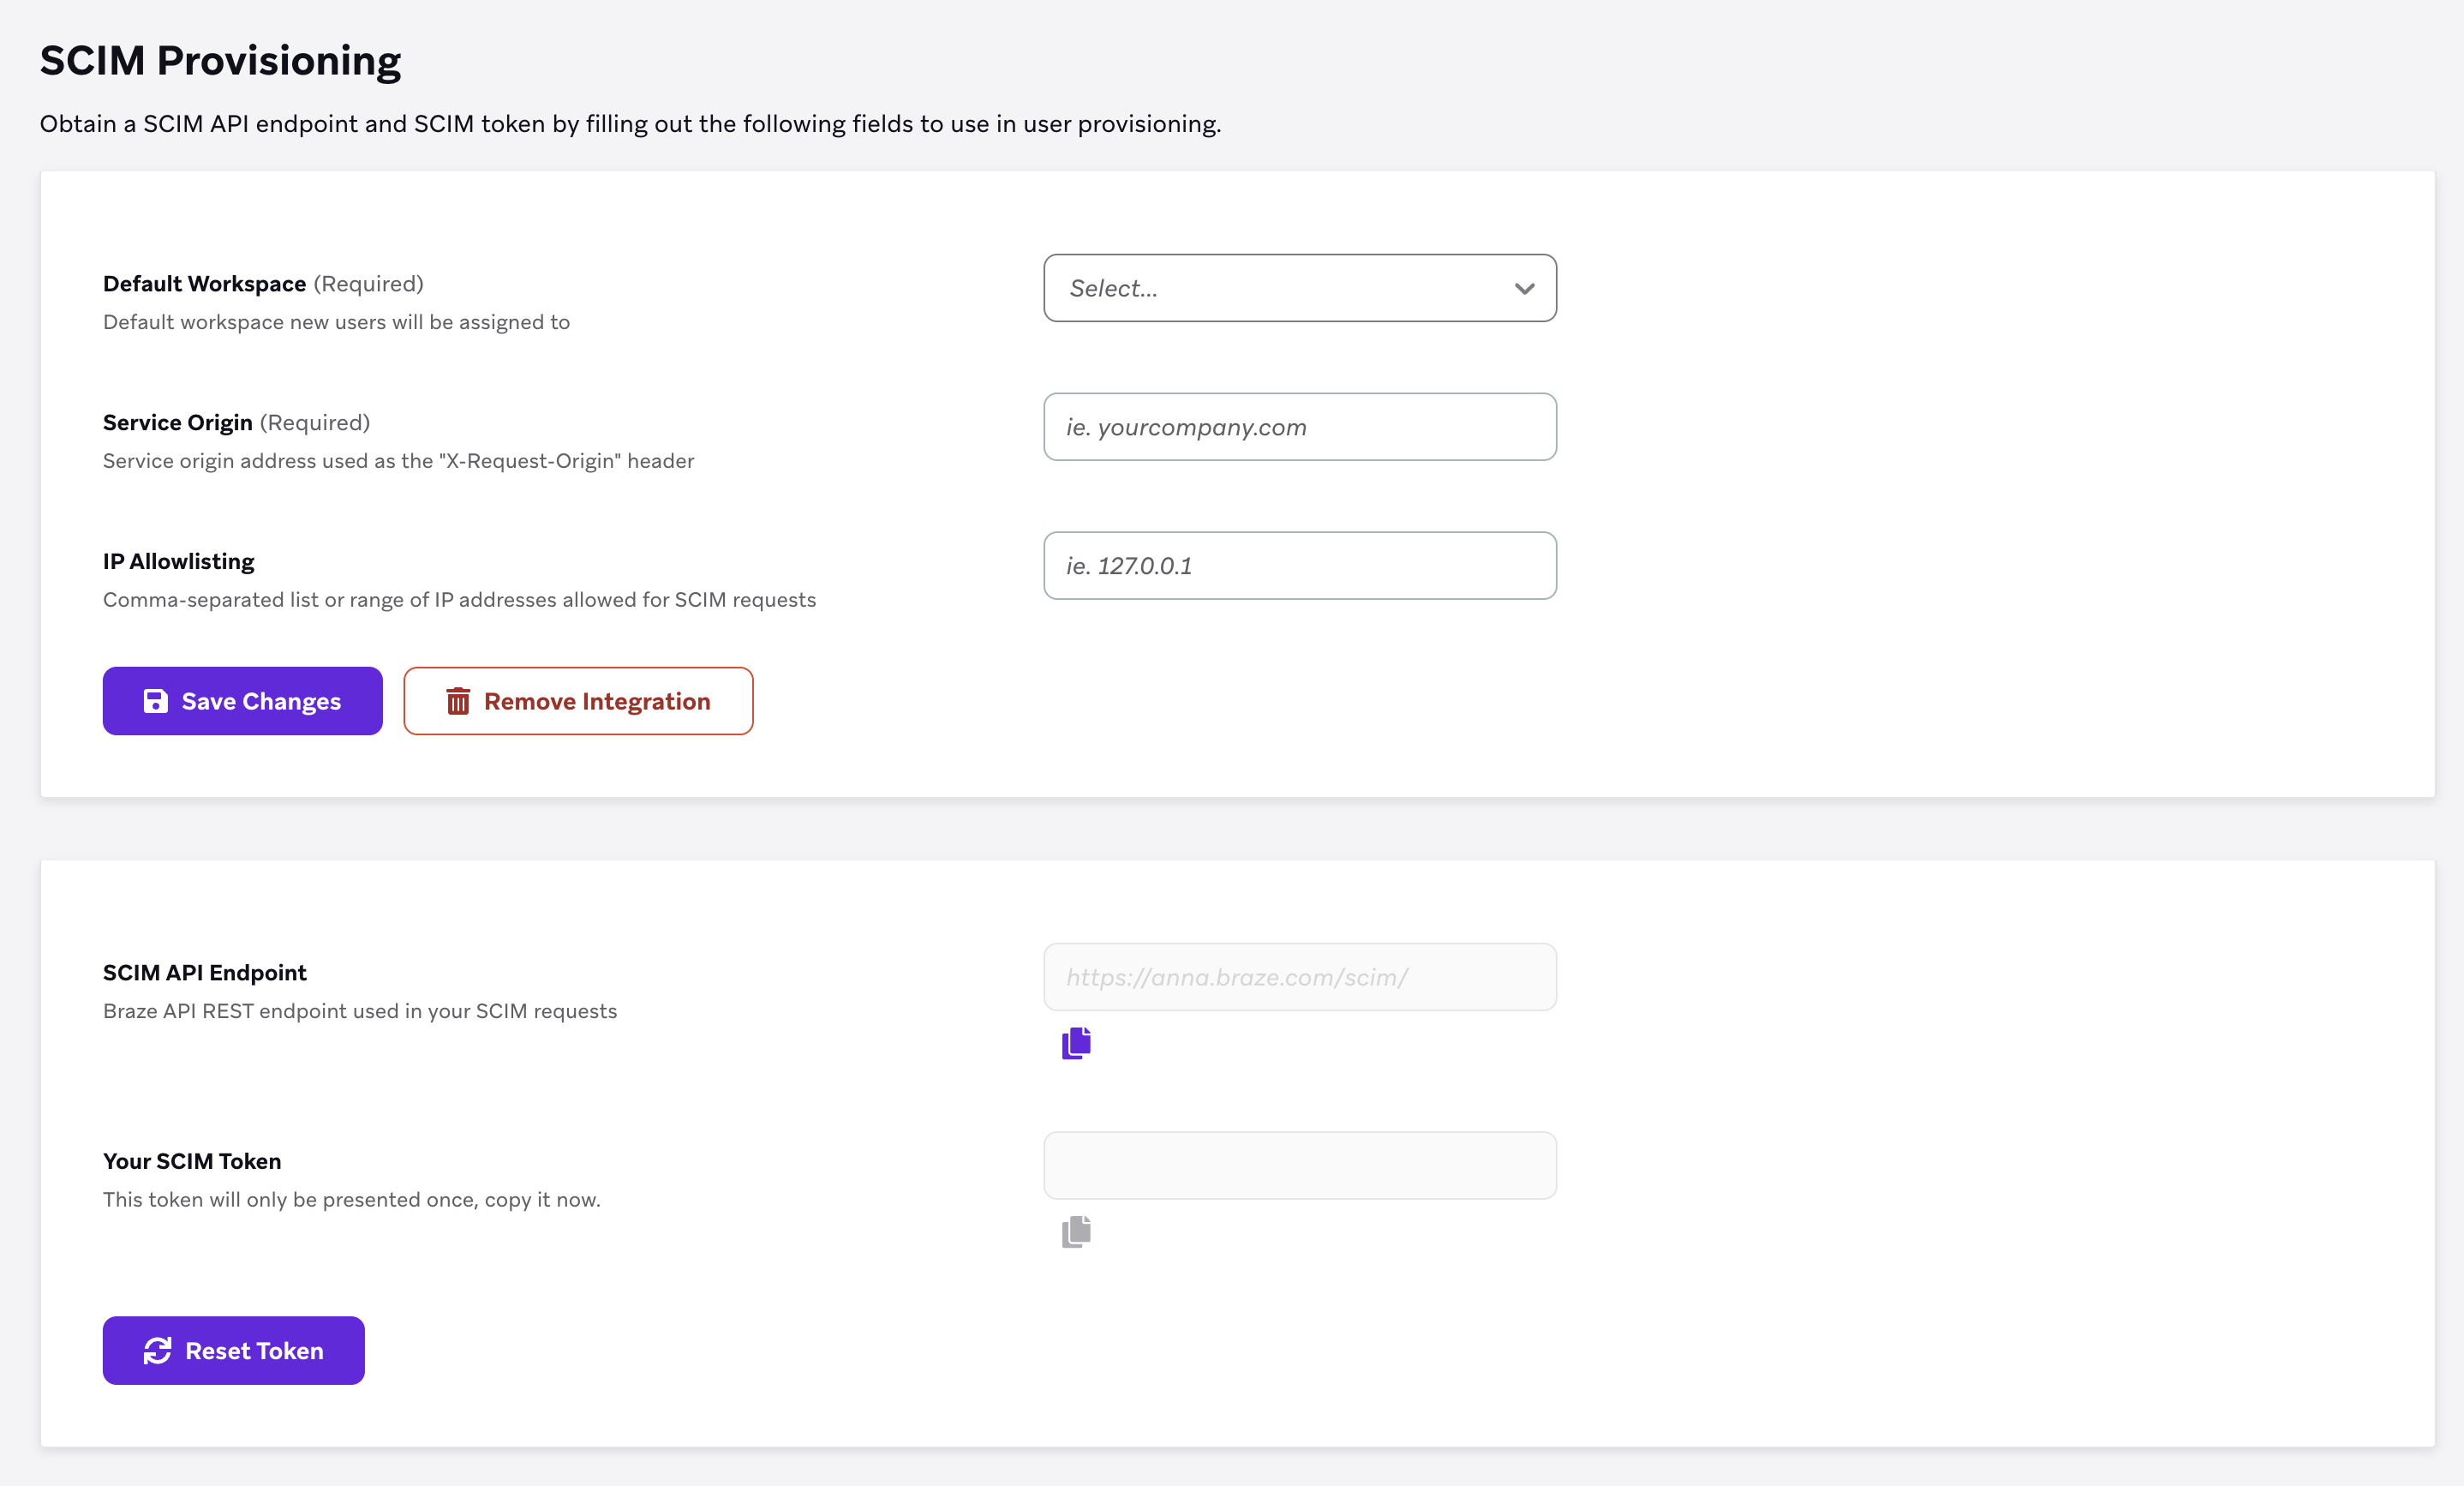 SCIM Provisioning
Obtain a SCIM API endpoint and SCIM token by filling out the following fields to use in user provisioning.
Default Workspace (Required)
Default workspace new users will be assigned to
Select...
Service Origin (Required)
Service origin address used as the "X-Request-Origin" header
ie. yourcompany.com
IP Allowlisting
Comma-separated list or range of IP addresses allowed for SCIM requests
ie. 127.0.0.1
Save Changes
Remove Integration
SCIM API Endpoint
Braze API REST endpoint used in your SCIM requests
https://anna.braze.com/scim/
Your SCIM Token
This token will only be presented once, copy it now.
Reset Token